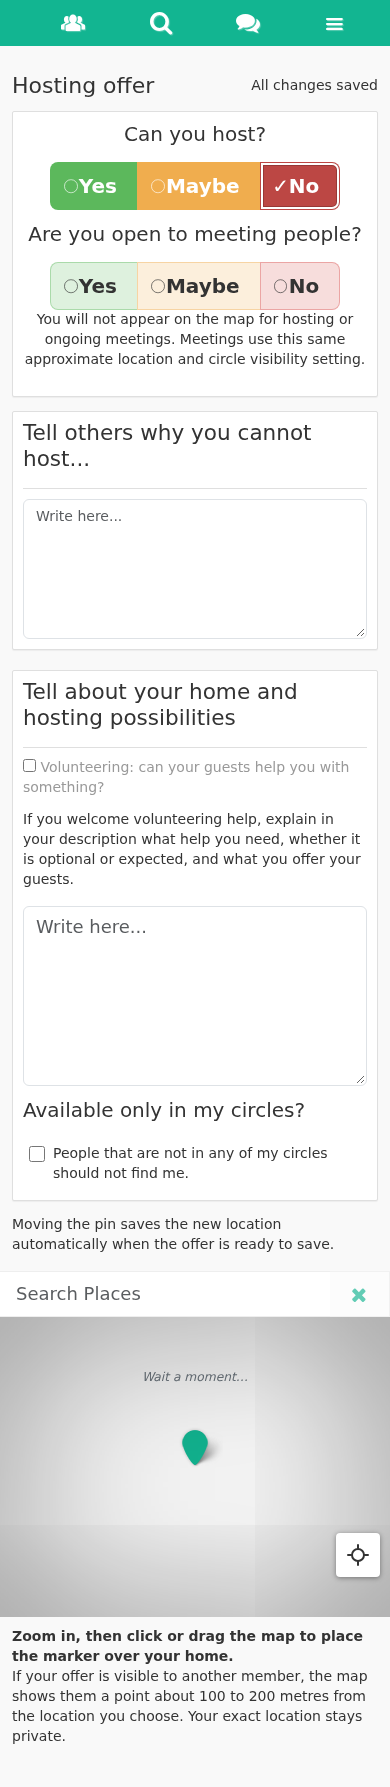 Hosting offer
All changes saved
Can you host?
Yes
Maybe
✓No
Are you open to meeting people?
Yes
Maybe
No
You will not appear on the map for hosting or
ongoing meetings. Meetings use this same
approximate location and circle visibility setting.
Tell others why you cannot
host...
Write here...
Tell about your home and
hosting possibilities
Volunteering: can your guests help you with
something?
If you welcome volunteering help, explain in
your description what help you need, whether it
is optional or expected, and what you offer your
guests.
Write here...
Available only in my circles?
People that are not in any of my circles
should not find me.
Moving the pin saves the new location
automatically when the offer is ready to save.
Search Places
Wait a moment...
Zoom in, then click or drag the map to place
the marker over your home.
If your offer is visible to another member, the map
shows them a point about 100 to 200 metres from
the location you choose. Your exact location stays
private.